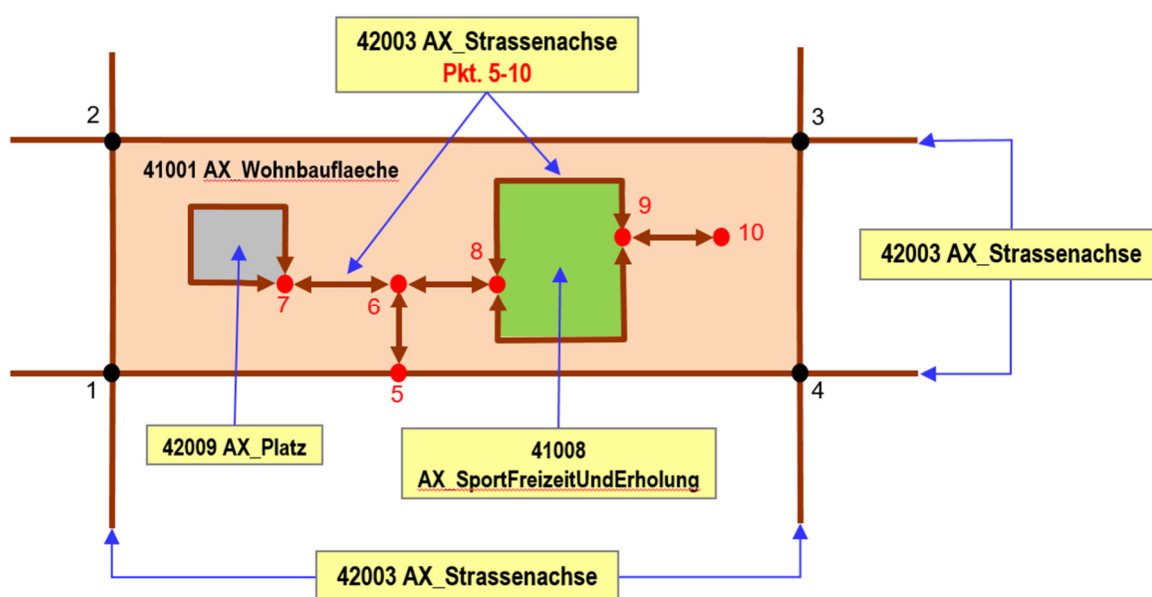 42003 AX_Strassenachse
Pkt. 5-10
2
3
41001 AX_Wohnbauflaeche
9
10
8
42003 AX_Strassenachse
7
6
1
5
4
42009 AX_Platz
41008
AX_SportFreizeitUndErholung
42003 AX_Strassenachse